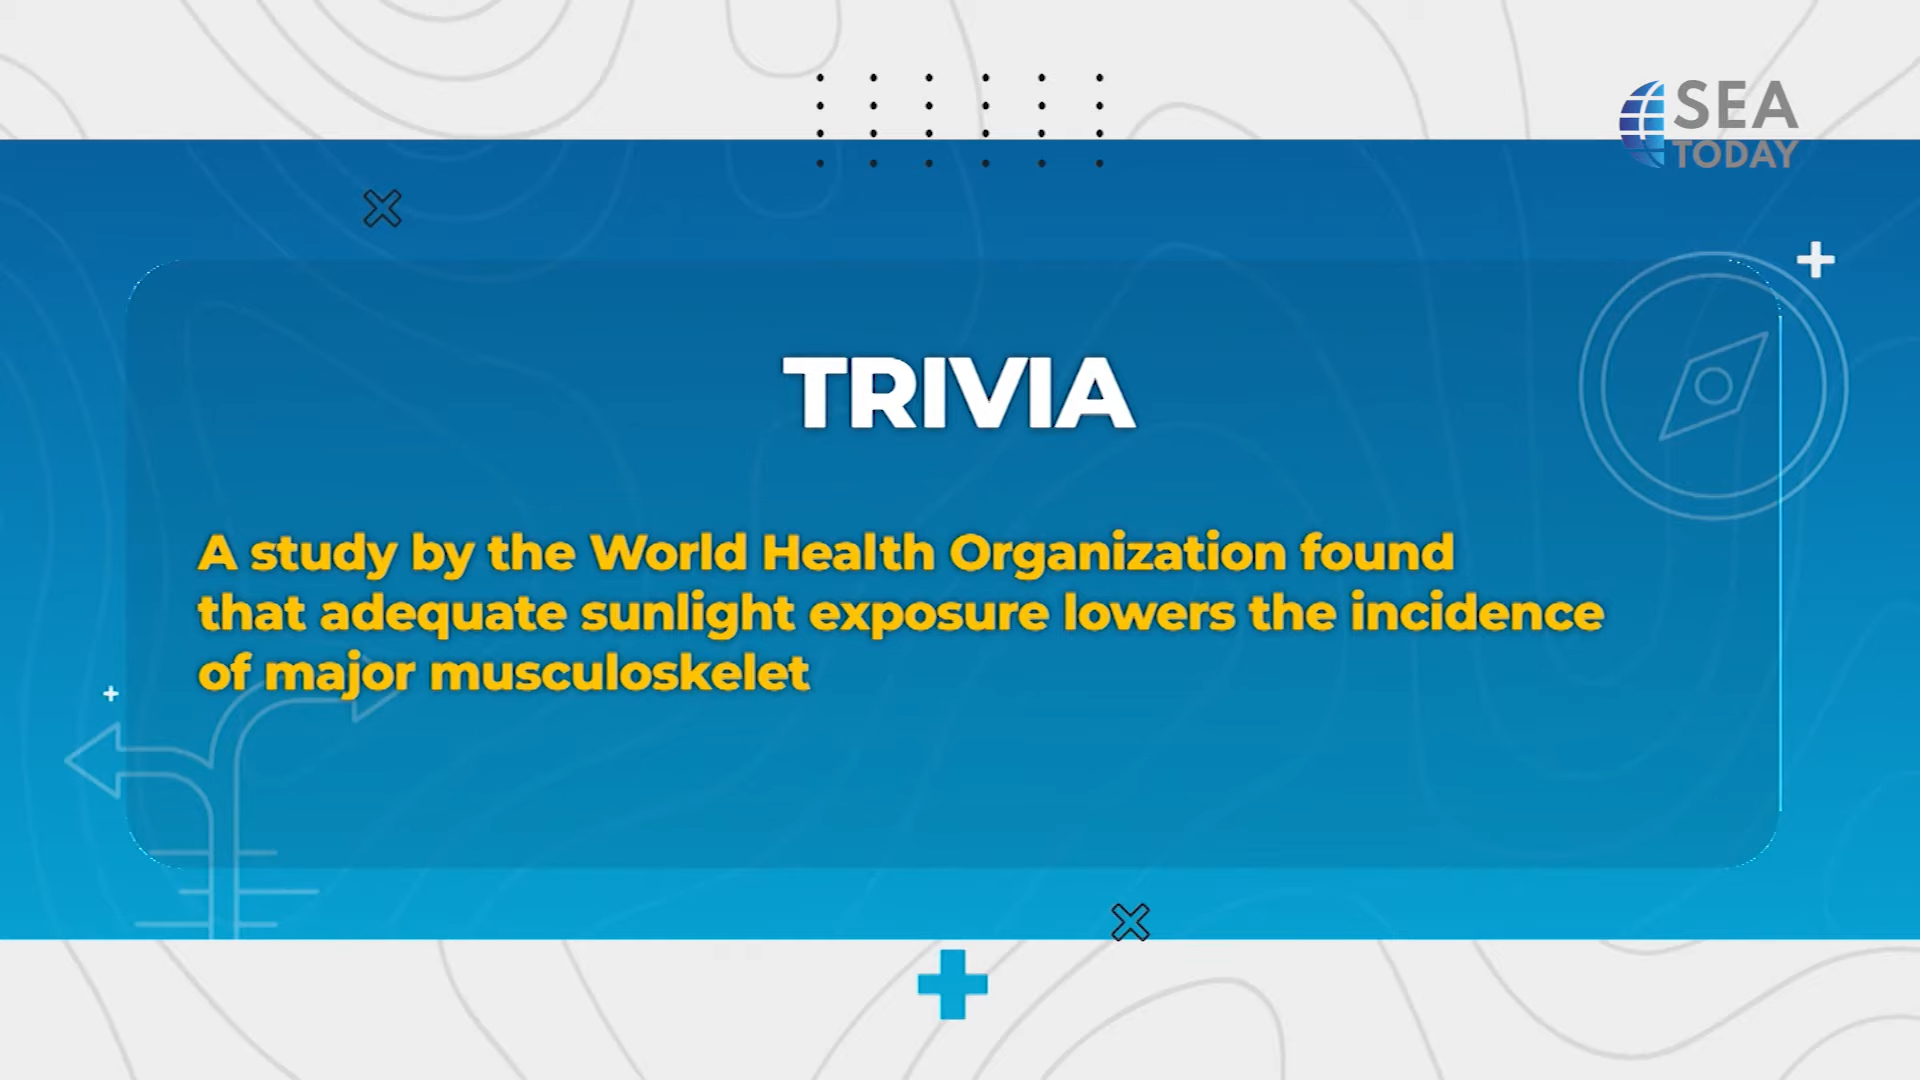 SEA
TODAY
TRIVIA
A study by the World Health Organization found
that adequate sunlight exposure lowers the incidence
of major musculoskelet